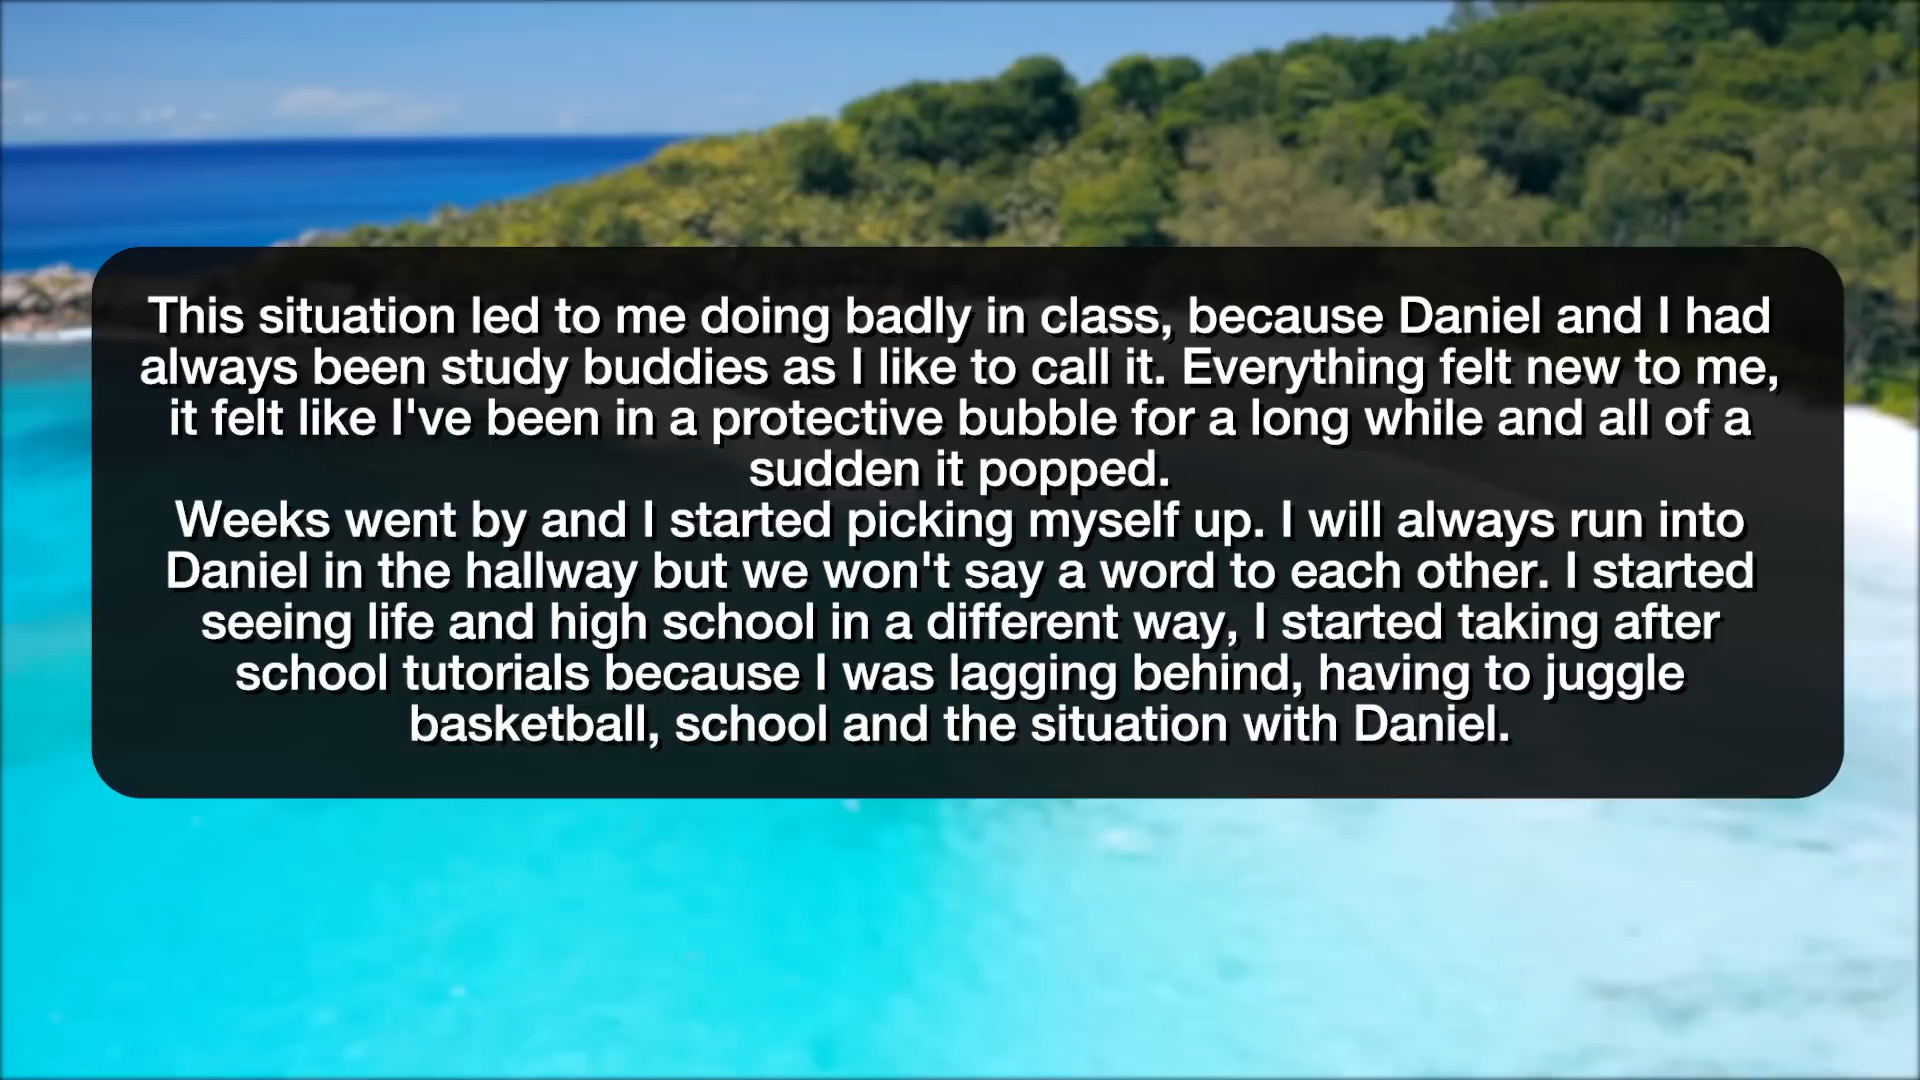 This situation led to me doing badly in class, because Daniel and I had
always been study buddies as I like to call it. Everything felt new to me,
it felt like I've been in a protective bubble for a long while and all of a
sudden it popped.
Weeks went by and I started picking myself up. I will always run into
Daniel in the hallway but we won't say a word to each other. I started
seeing life and high school in a different way, I started taking after
school tutorials because I was lagging behind, having to juggle
basketball, school and the situation with Daniel.